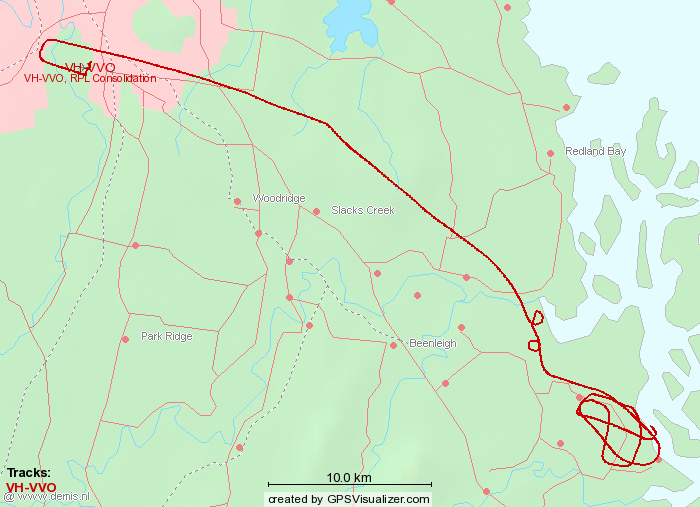 VH-VVO
VH-VVO, RPL Consolidation
Redland Bay
Woodridge
Slacks Creek
Park Ridge
Beenleigh
Tracks:
VH-VVO
@ www.demis.nl
10.0 km
created by GPSVisualizer.com